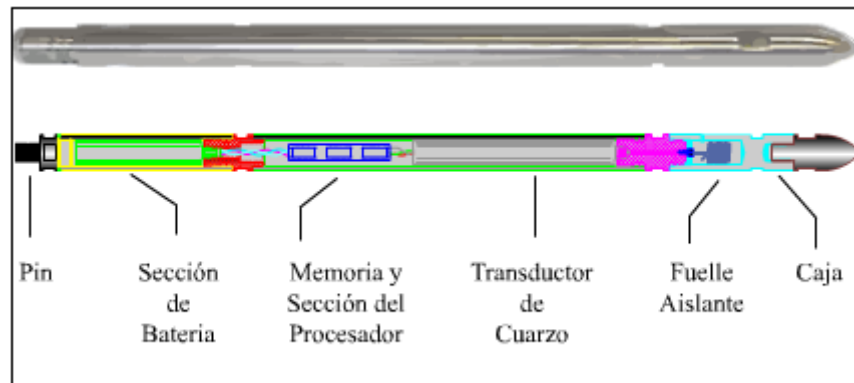 Pin
Sección
de
Bateria
Memoria y
Sección del
Procesador
Transductor
de
Cuarzo
Fuelle
Aislante
Caja